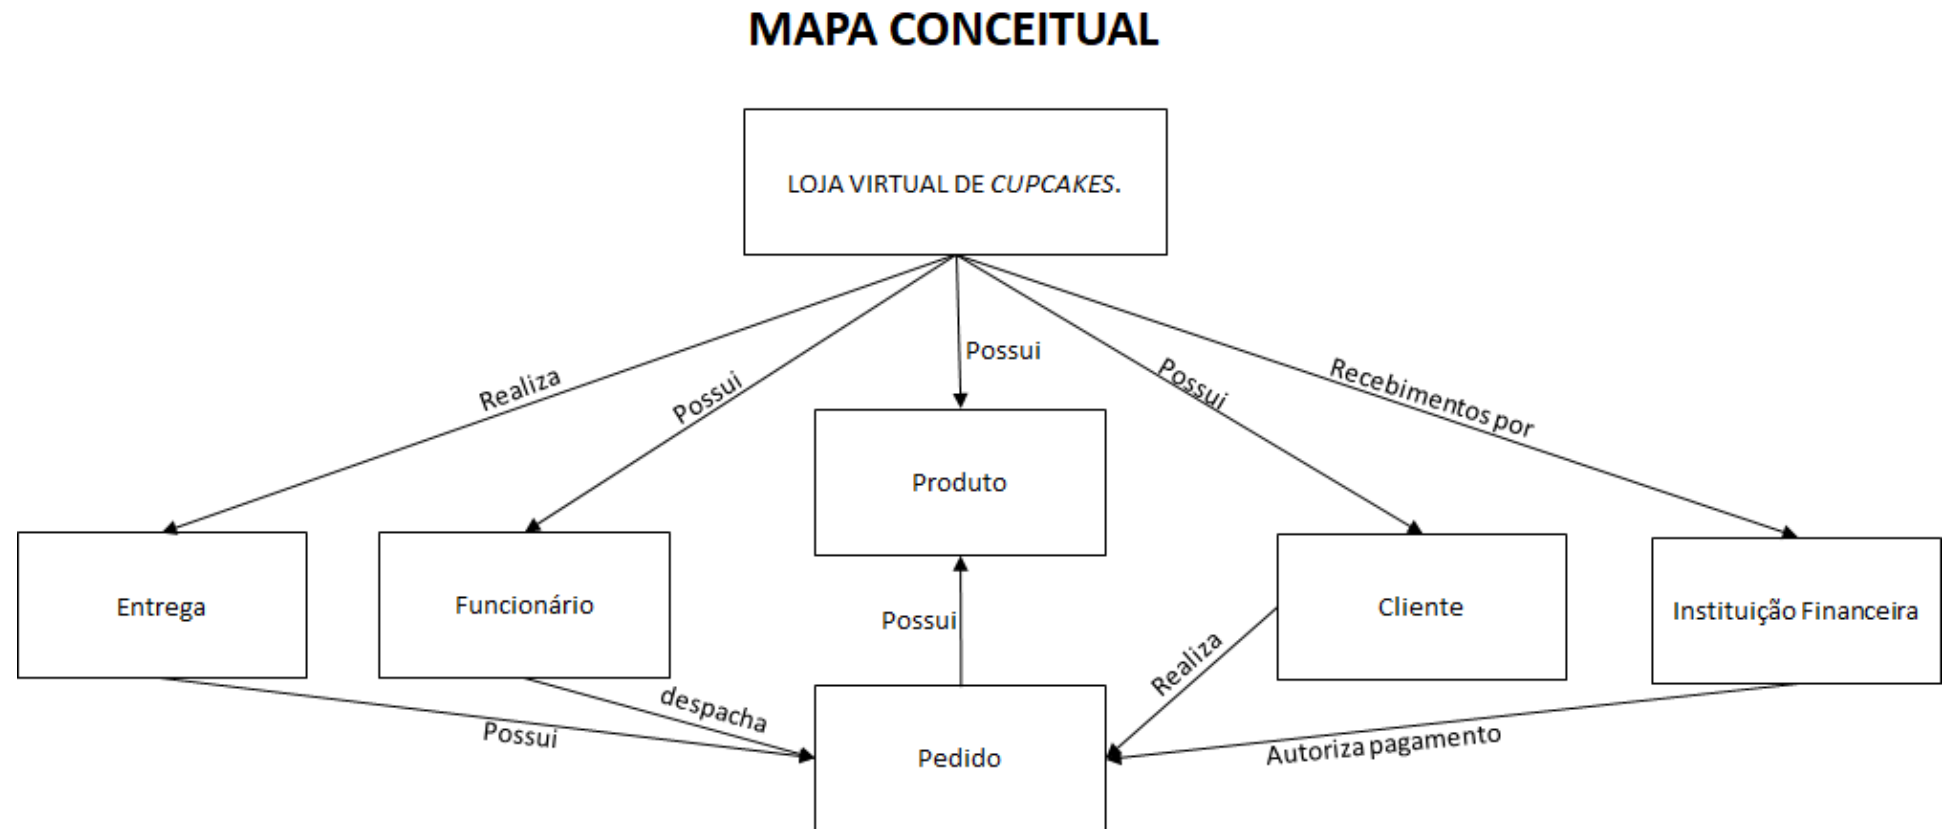 MAPA CONCEITUAL
LOJA VIRTUAL DE CUPCAKES.
Realiza
Possui
Possui
Possui
Recebimentos por
Produto
Entrega
Funcionário
Cliente
Instituição Financeira
Possui
despacha
Possui
Realiza
Autoriza pagamento
Pedido